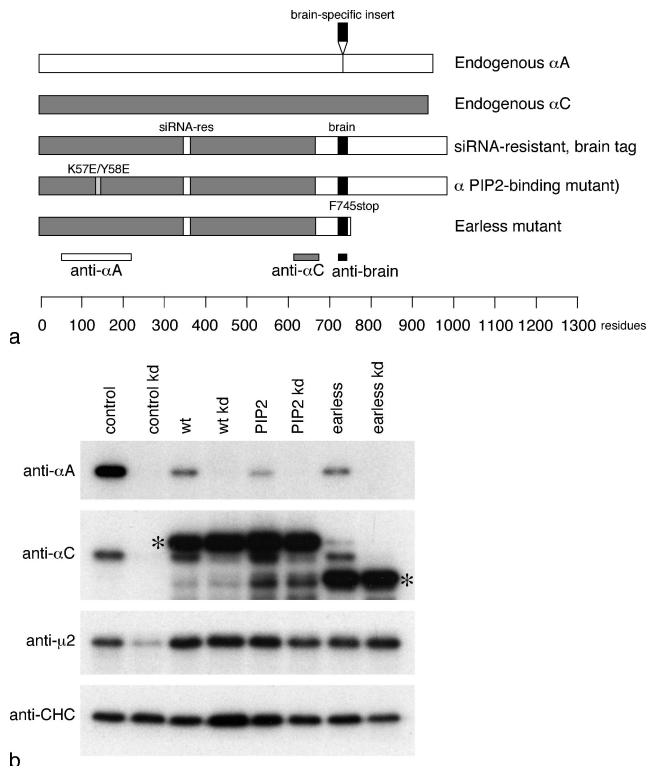 brain-specific insert
Endogenous αA
Endogenous αC
siRNA-res
brain
siRNA-resistant, brain tag
K57E/Y58E
α PIP2-binding mutant)
F745stop
Earless mutant
anti-αA
anti-αC
anti-brain
0 100 200 300 400 500 600 700 800 900 1000 1100 1200 1300 residues
a
control
control kd
wt
wt kd
PIP2
PIP2 kd
earless
earless kd
anti-αA
anti-αC
*
*
anti-μ2
anti-CHC
b